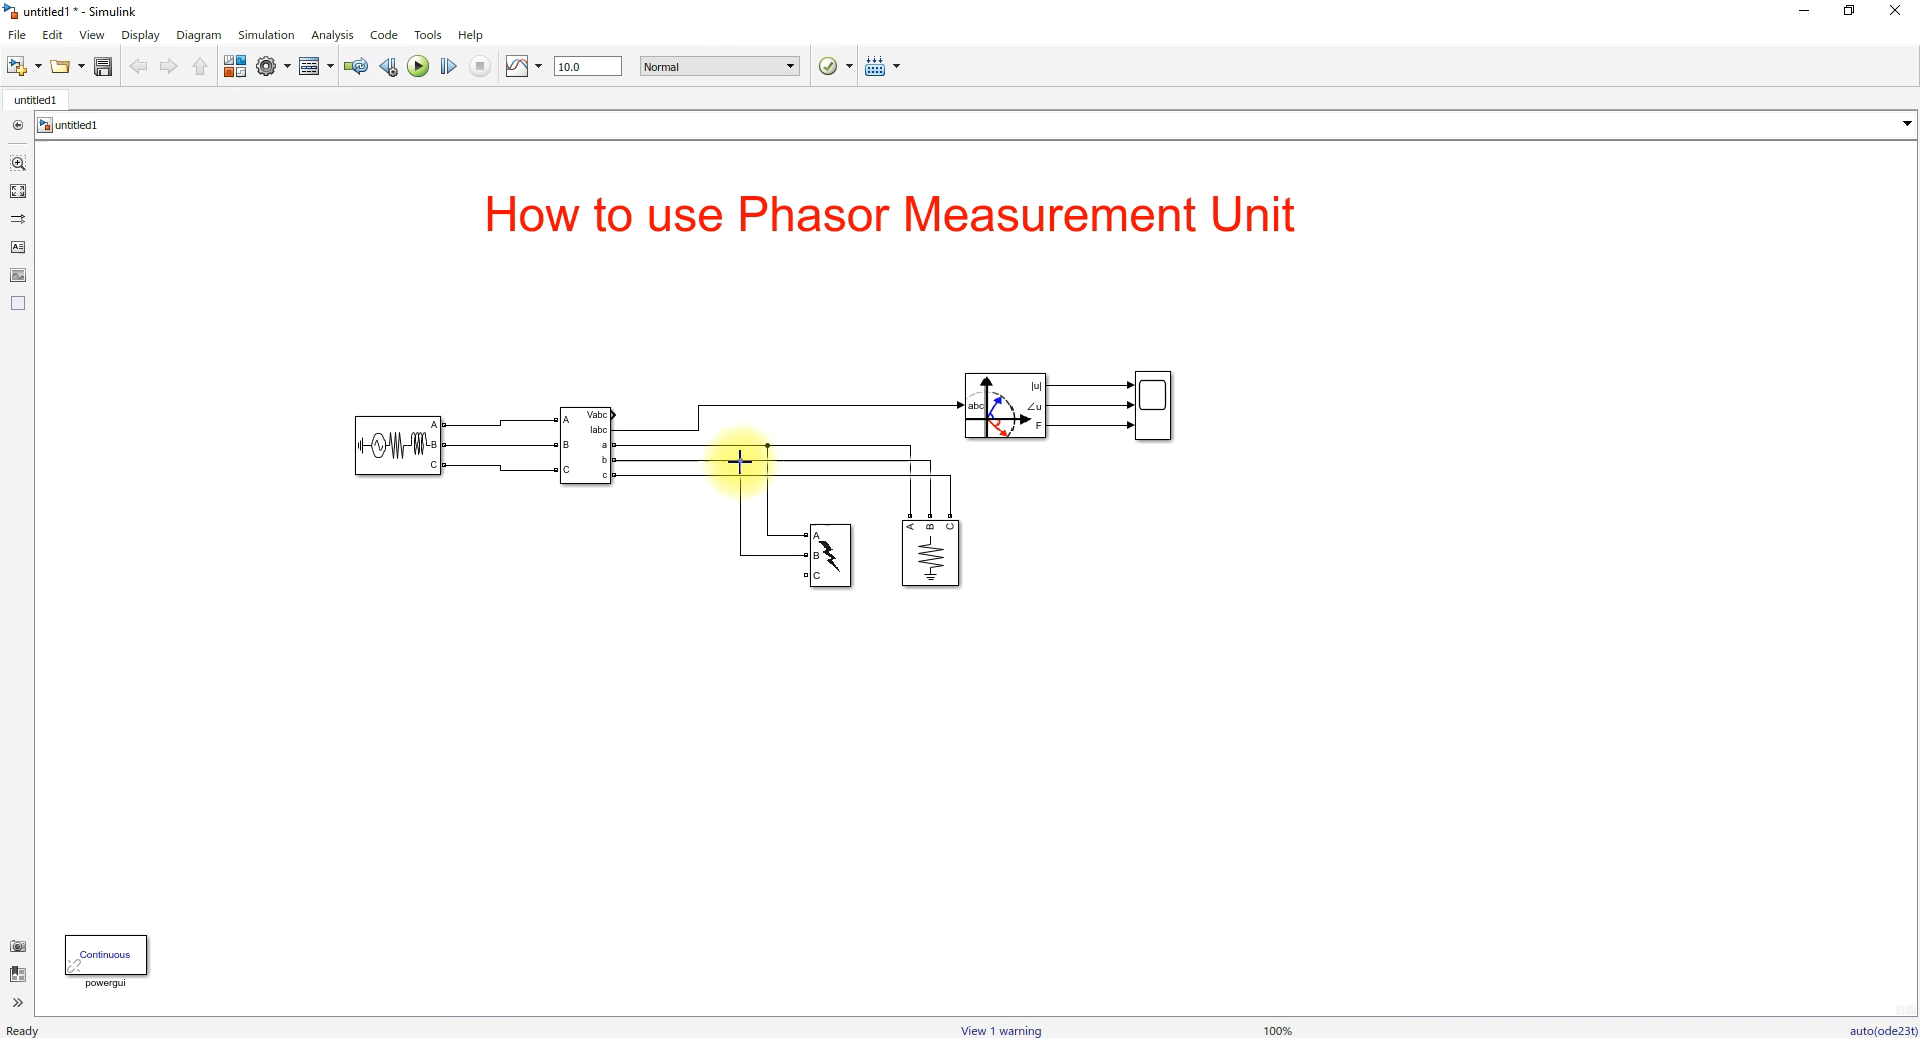 untitled1 * - Simulink
File Edit View Display Diagram Simulation Analysis Code Tools Help
10.0 Normal
untitled1
untitled1
How to use Phasor Measurement Unit
A B C
A B C
Vabc
Iabc
a
b
c
abc
|u|
∠u
F
A
B
C
A B C
Continuous
powergui
Ready View 1 warning 100% auto(ode23t)